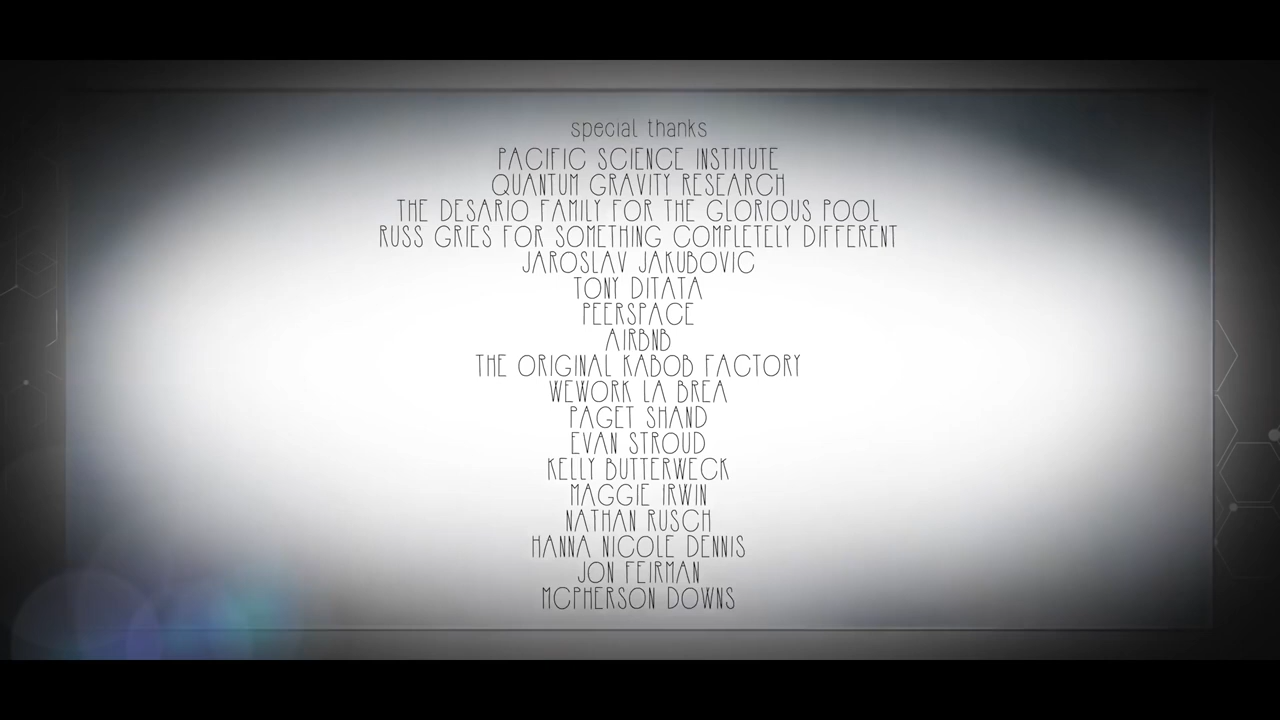 special thanks
PACIFIC SCIENCE INSTITUTE
QUANTUM GRAVITY RESEARCH
THE DESARIO FAMILY FOR THE GLORIOUS POOL
RUSS GRIES FOR SOMETHING COMPLETELY DIFFERENT
JAROSLAV JAKUBOVIC
TONY DITATA
PEERSPACE
AIRBNB
THE ORIGINAL KABOB FACTORY
WEWORK LA BREA
PAGET SHAND
EVAN STROUD
KELLY BUTTERWECK
MAGGIE IRWIN
NATHAN RUSCH
HANNA NICOLE DENNIS
JON FEIRMAN
MCPHERSON DOWNS